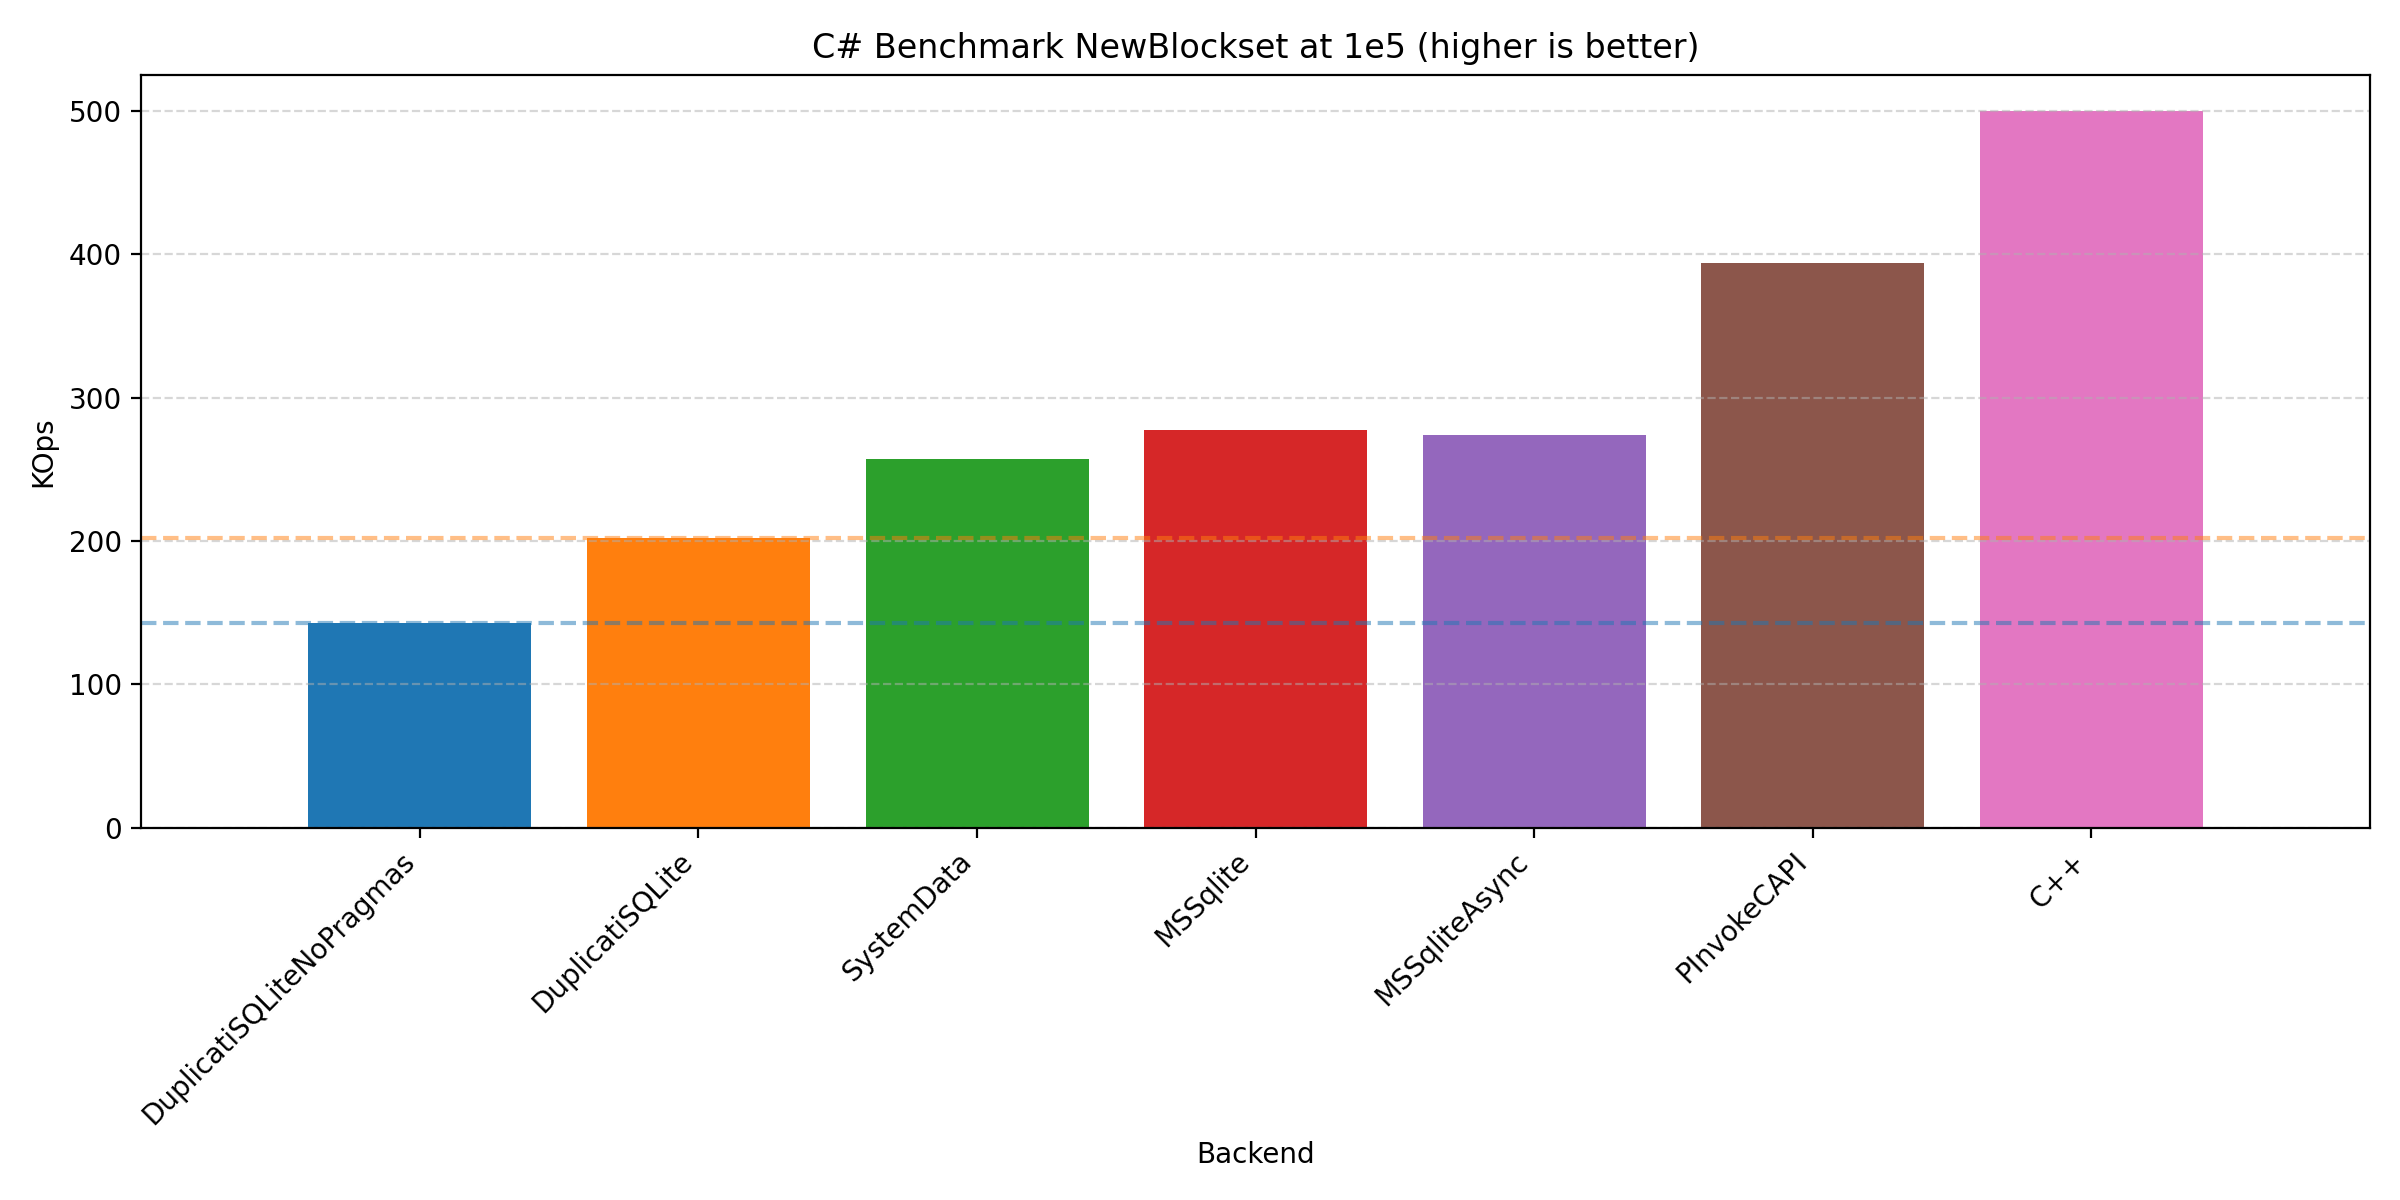 C# Benchmark NewBlockset at 1e5 (higher is better)
500
400
300
200
100
0
KOps
DuplicatiSQLiteNoPragmas
DuplicatiSQLite
SystemData
MSSqlite
MSSqliteAsync
PInvokeCAPI
C++
Backend